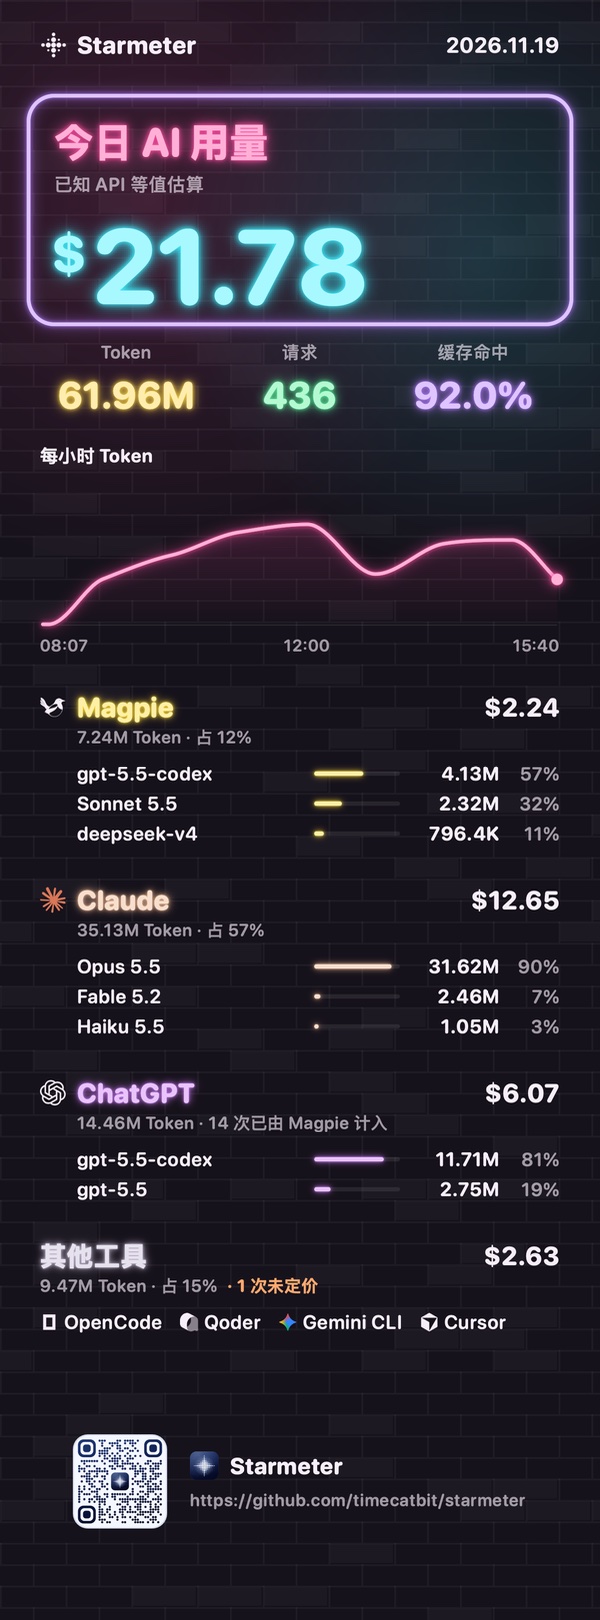 Starmeter
2026.11.19
今日 AI 用量
已知 API 等值估算
$21.78
Token 请求 缓存命中
61.96M 436 92.0%
每小时 Token
08:07 12:00 15:40
Magpie $2.24
7.24M Token · 占 12%
gpt-5.5-codex 4.13M 57%
Sonnet 5.5 2.32M 32%
deepseek-v4 796.4K 11%
Claude $12.65
35.13M Token · 占 57%
Opus 5.5 31.62M 90%
Fable 5.2 2.46M 7%
Haiku 5.5 1.05M 3%
ChatGPT $6.07
14.46M Token · 14 次已由 Magpie 计入
gpt-5.5-codex 11.71M 81%
gpt-5.5 2.75M 19%
其他工具 $2.63
9.47M Token · 占 15% · 1 次未定价
OpenCode Qoder Gemini CLI Cursor
Starmeter
https://github.com/timecatbit/starmeter